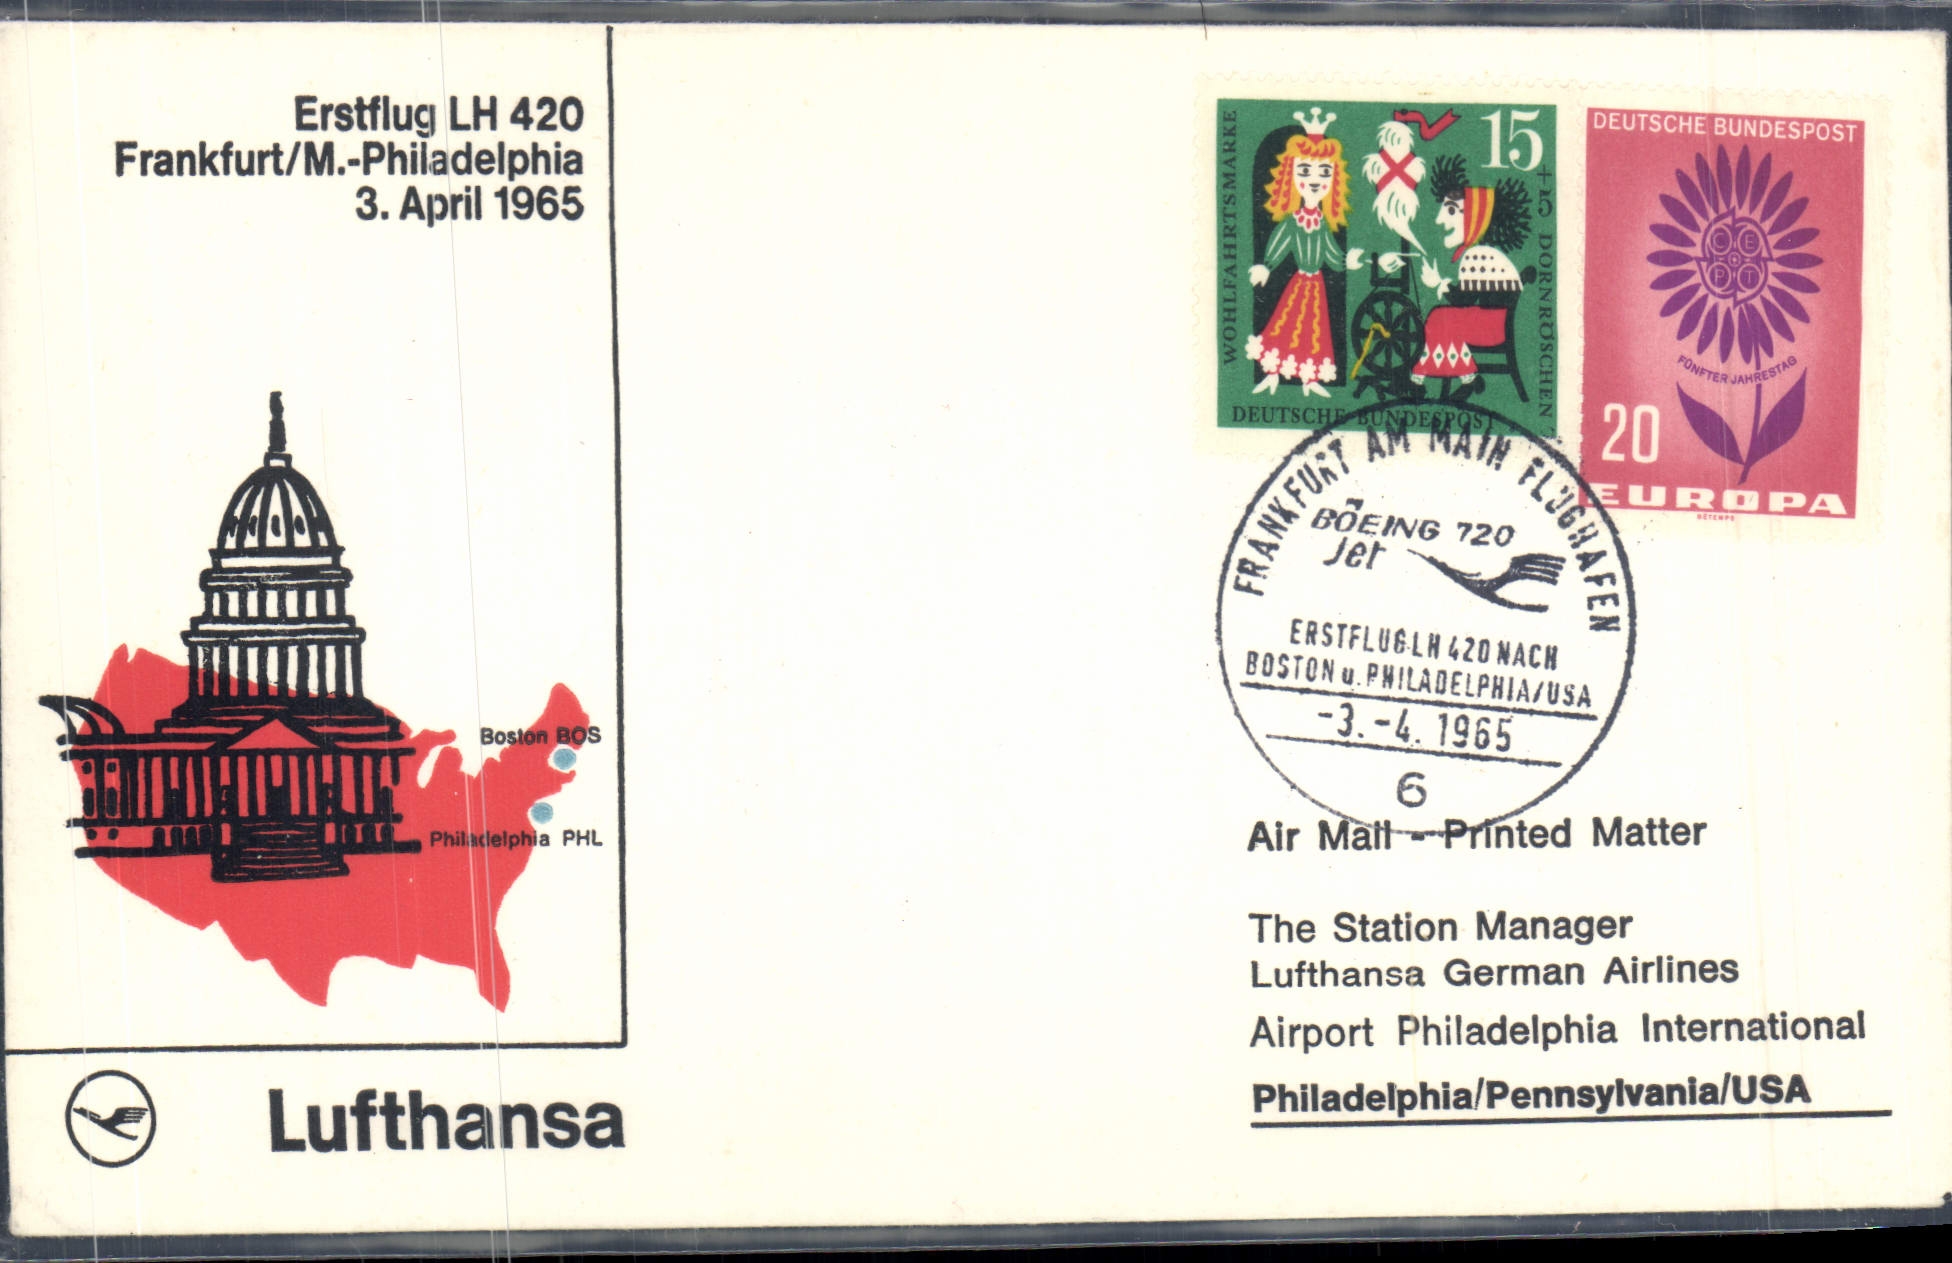 Erstflug LH 420
Frankfurt/M.-Philadelphia
3. April 1965
Boston BOS
Philadelphia PHL
Lufthansa
WOHLFAHRTSMARKE
15
+5 DORNRÖSCHEN
DEUTSCHE BUNDESPOST
DEUTSCHE BUNDESPOST
CEPT
FÜNFTER JAHRESTAG
20
EUROPA
BÉTEMPS
FRANKFURT AM MAIN FLUGHAFEN
BOEING 720
Jet
ERSTFLUG LH 420 NACH
BOSTON u. PHILADELPHIA/USA
-3.-4. 1965
6
Air Mail - Printed Matter
The Station Manager
Lufthansa German Airlines
Airport Philadelphia International
Philadelphia/Pennsylvania/USA